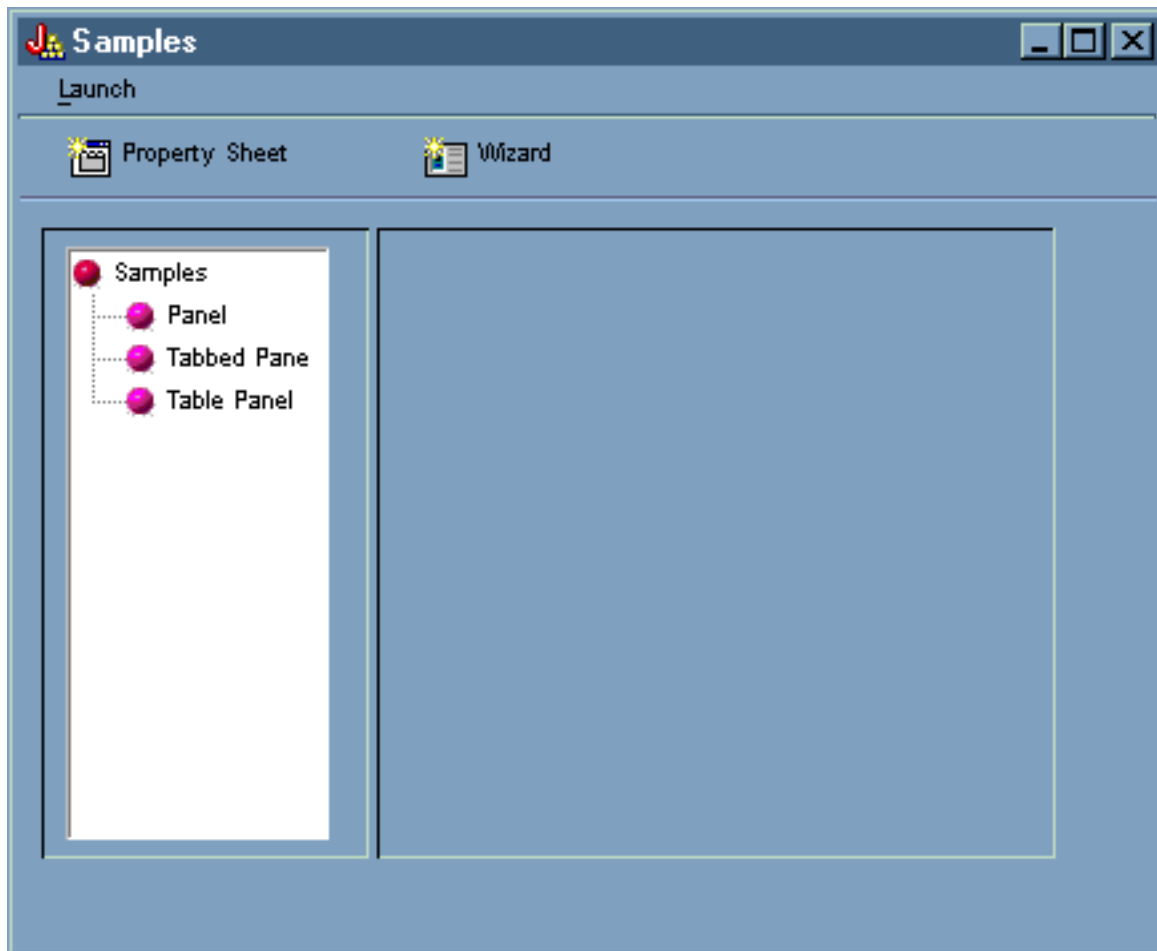 Samples
Launch
Property Sheet Wizard
Samples
Panel
Tabbed Pane
Table Panel